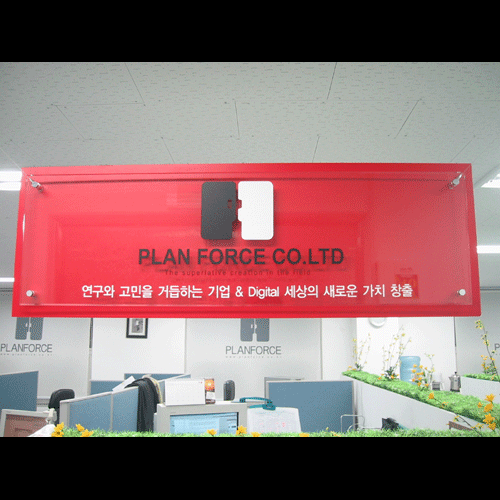 PLAN FORCE CO.LTD
The superlative creation in the field
연구와 고민을 거듭하는 기업 & Digital 세상의 새로운 가치 창출
PLANFORCE
PLANFORCE